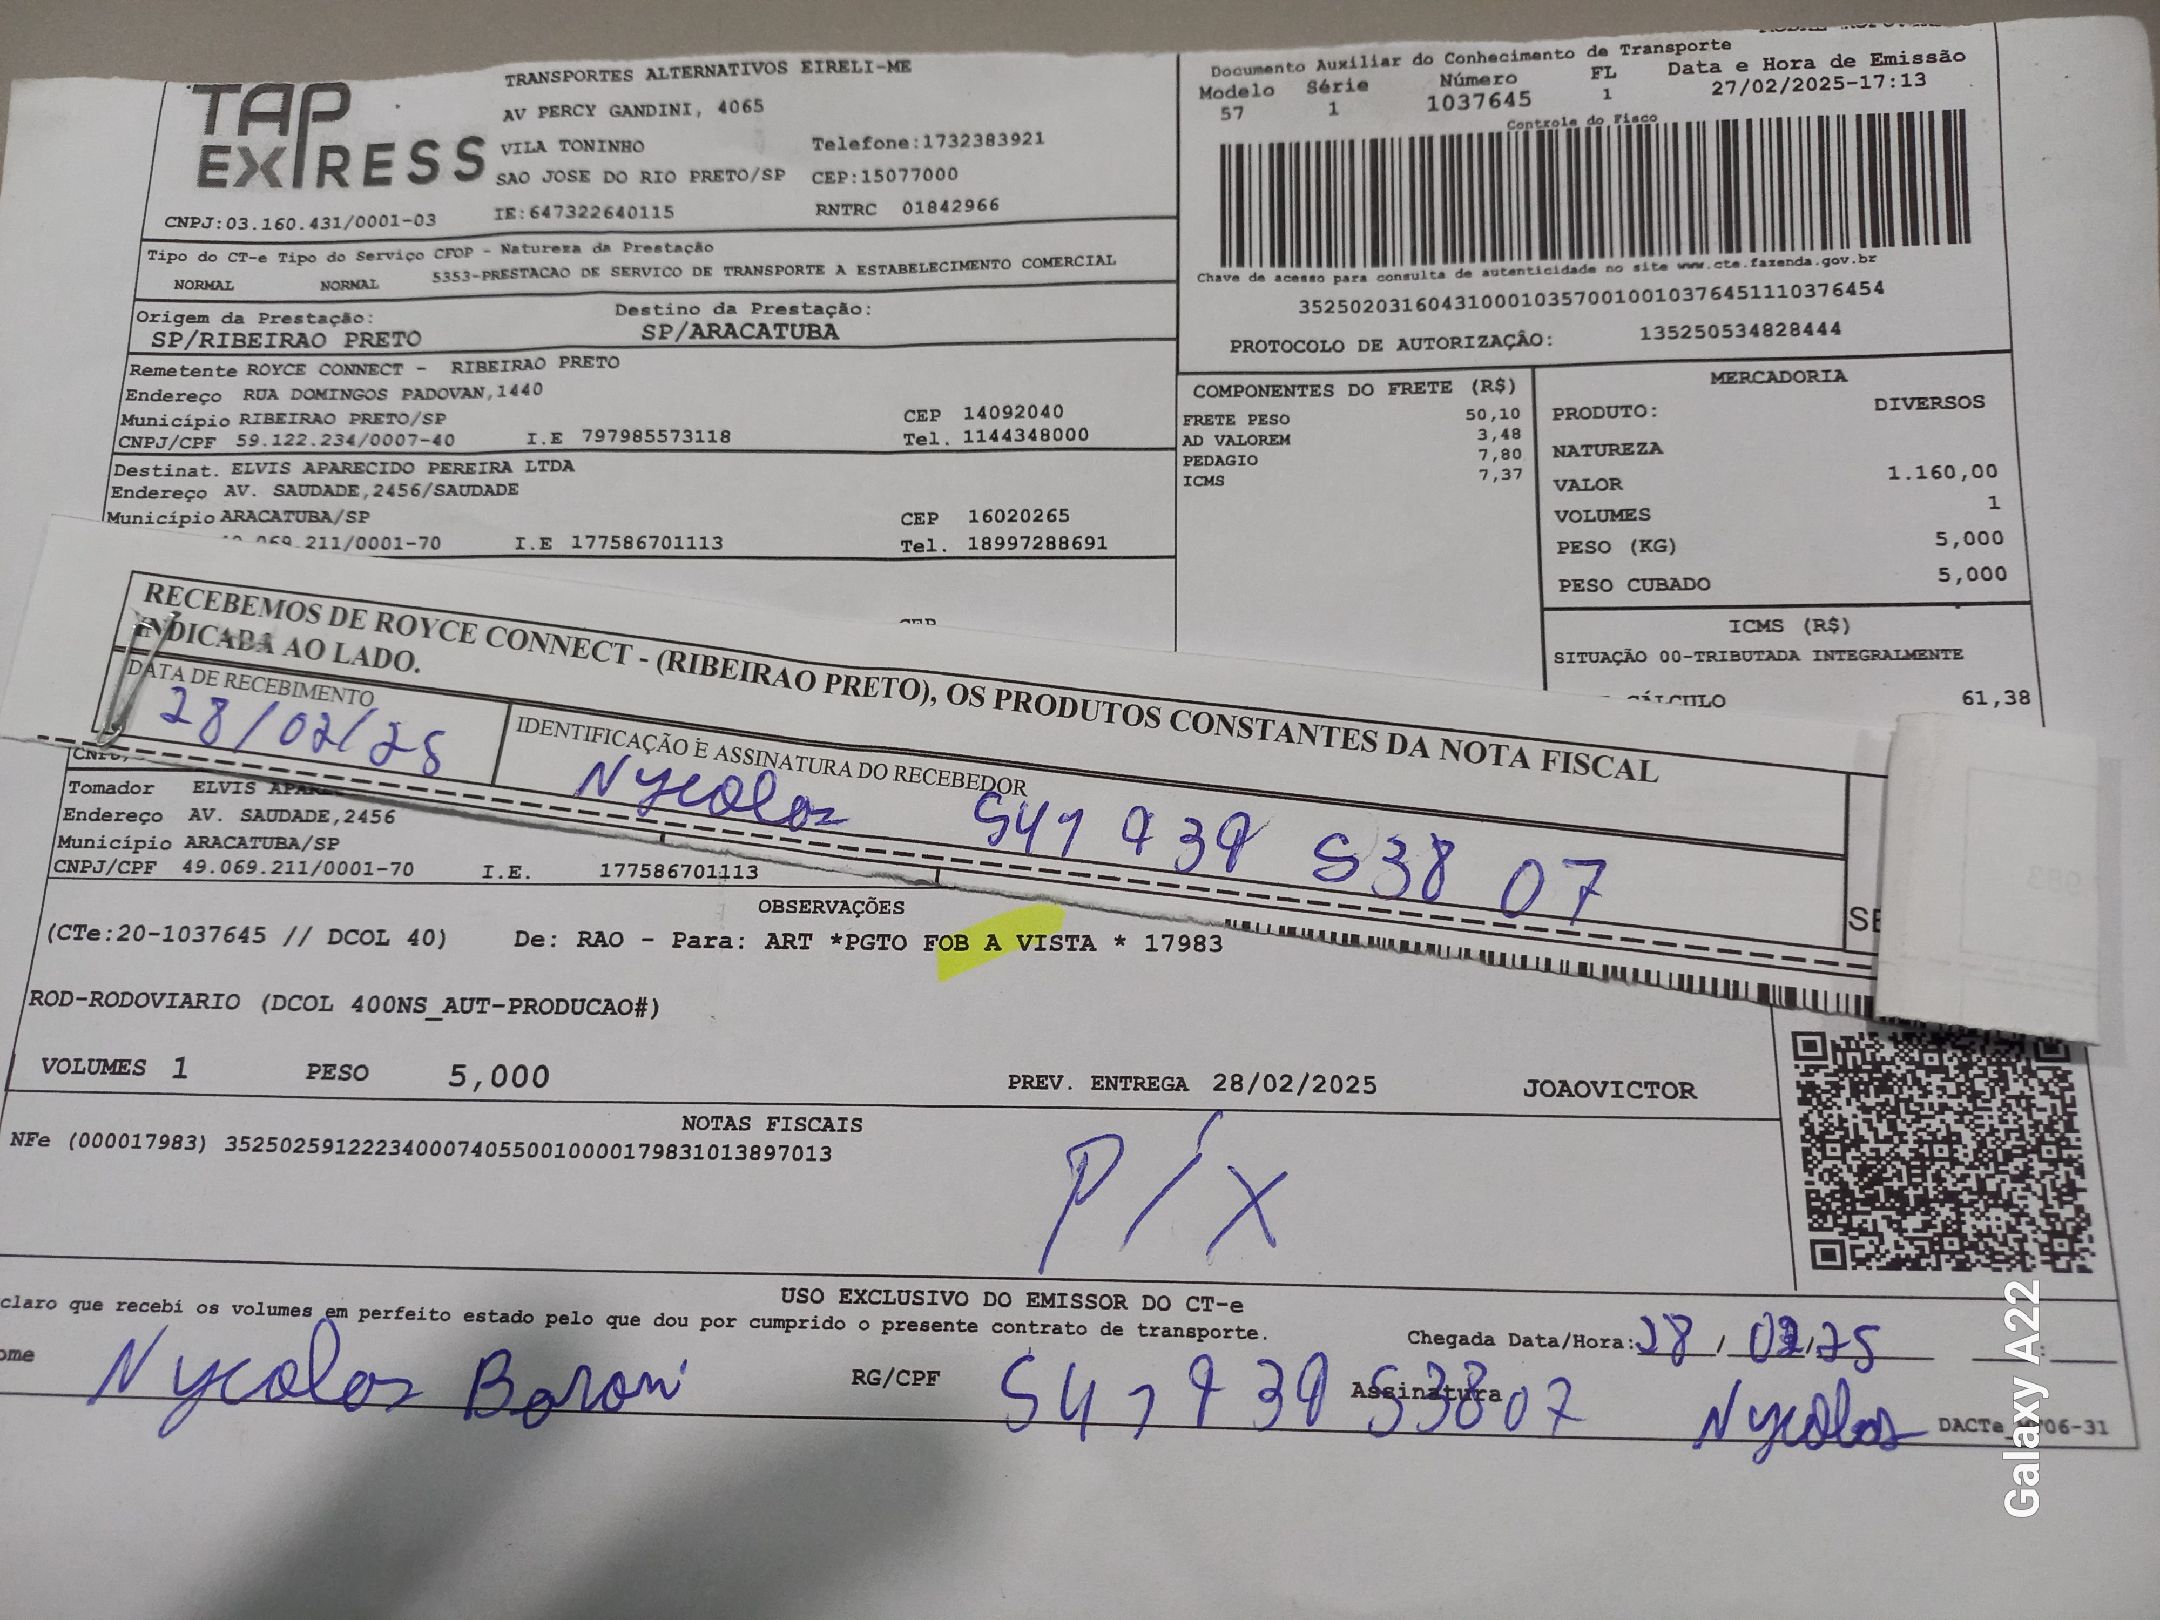 TAP EXPRESS
TRANSPORTES ALTERNATIVOS EIRELI-ME
AV PERCY GANDINI, 4065
VILA TONINHO Telefone:1732383921
SAO JOSE DO RIO PRETO/SP CEP:15077000
CNPJ:03.160.431/0001-03 IE:647322640115 RNTRC 01842966
Documento Auxiliar do Conhecimento de Transporte
Modelo Série Número FL Data e Hora de Emissão
57 1 1037645 1 27/02/2025-17:13
Controle do Fisco
Chave de acesso para consulta de autenticidade no site www.cte.fazenda.gov.br
35250203160431000103570010010376451110376454
PROTOCOLO DE AUTORIZAÇÃO: 135250534828444
Tipo do CT-e Tipo do Serviço CFOP - Natureza da Prestação
NORMAL NORMAL 5353-PRESTACAO DE SERVICO DE TRANSPORTE A ESTABELECIMENTO COMERCIAL
Origem da Prestação: Destino da Prestação:
SP/RIBEIRAO PRETO SP/ARACATUBA
Remetente ROYCE CONNECT - RIBEIRAO PRETO
Endereço RUA DOMINGOS PADOVAN,1440
Município RIBEIRAO PRETO/SP CEP 14092040
CNPJ/CPF 59.122.234/0007-40 I.E 797985573118 Tel. 1144348000
Destinat. ELVIS APARECIDO PEREIRA LTDA
Endereço AV. SAUDADE,2456/SAUDADE
Município ARACATUBA/SP CEP 16020265
069.211/0001-70 I.E 177586701113 Tel. 18997288691
COMPONENTES DO FRETE (R$)
FRETE PESO 50,10
AD VALOREM 3,48
PEDAGIO 7,80
ICMS 7,37
MERCADORIA
PRODUTO: DIVERSOS
NATUREZA
VALOR 1.160,00
VOLUMES 1
PESO (KG) 5,000
PESO CUBADO 5,000
ICMS (R$)
SITUAÇÃO 00-TRIBUTADA INTEGRALMENTE
CÁLCULO 61,38
RECEBEMOS DE ROYCE CONNECT - (RIBEIRAO PRETO), OS PRODUTOS CONSTANTES DA NOTA FISCAL
INDICADA AO LADO.
DATA DE RECEBIMENTO IDENTIFICAÇÃO E ASSINATURA DO RECEBEDOR
28/02/25 Nycolas 541 939 538 07
SE
Tomador ELVIS
Endereço AV. SAUDADE,2456
Município ARACATUBA/SP
CNPJ/CPF 49.069.211/0001-70 I.E. 177586701113
OBSERVAÇÕES
(CTe:20-1037645 // DCOL 40) De: RAO - Para: ART *PGTO FOB A VISTA * 17983
ROD-RODOVIARIO (DCOL 400NS_AUT-PRODUCAO#)
VOLUMES 1 PESO 5,000 PREV. ENTREGA 28/02/2025 JOAOVICTOR
NOTAS FISCAIS
NFe (000017983) 35250259122234000740550010000179831013897013
PIX
USO EXCLUSIVO DO EMISSOR DO CT-e
claro que recebi os volumes em perfeito estado pelo que dou por cumprido o presente contrato de transporte.
Chegada Data/Hora: 28/02/25
ome Nycolas Baroni RG/CPF 541 939 53807 Assinatura Nycolas
Galaxy A22